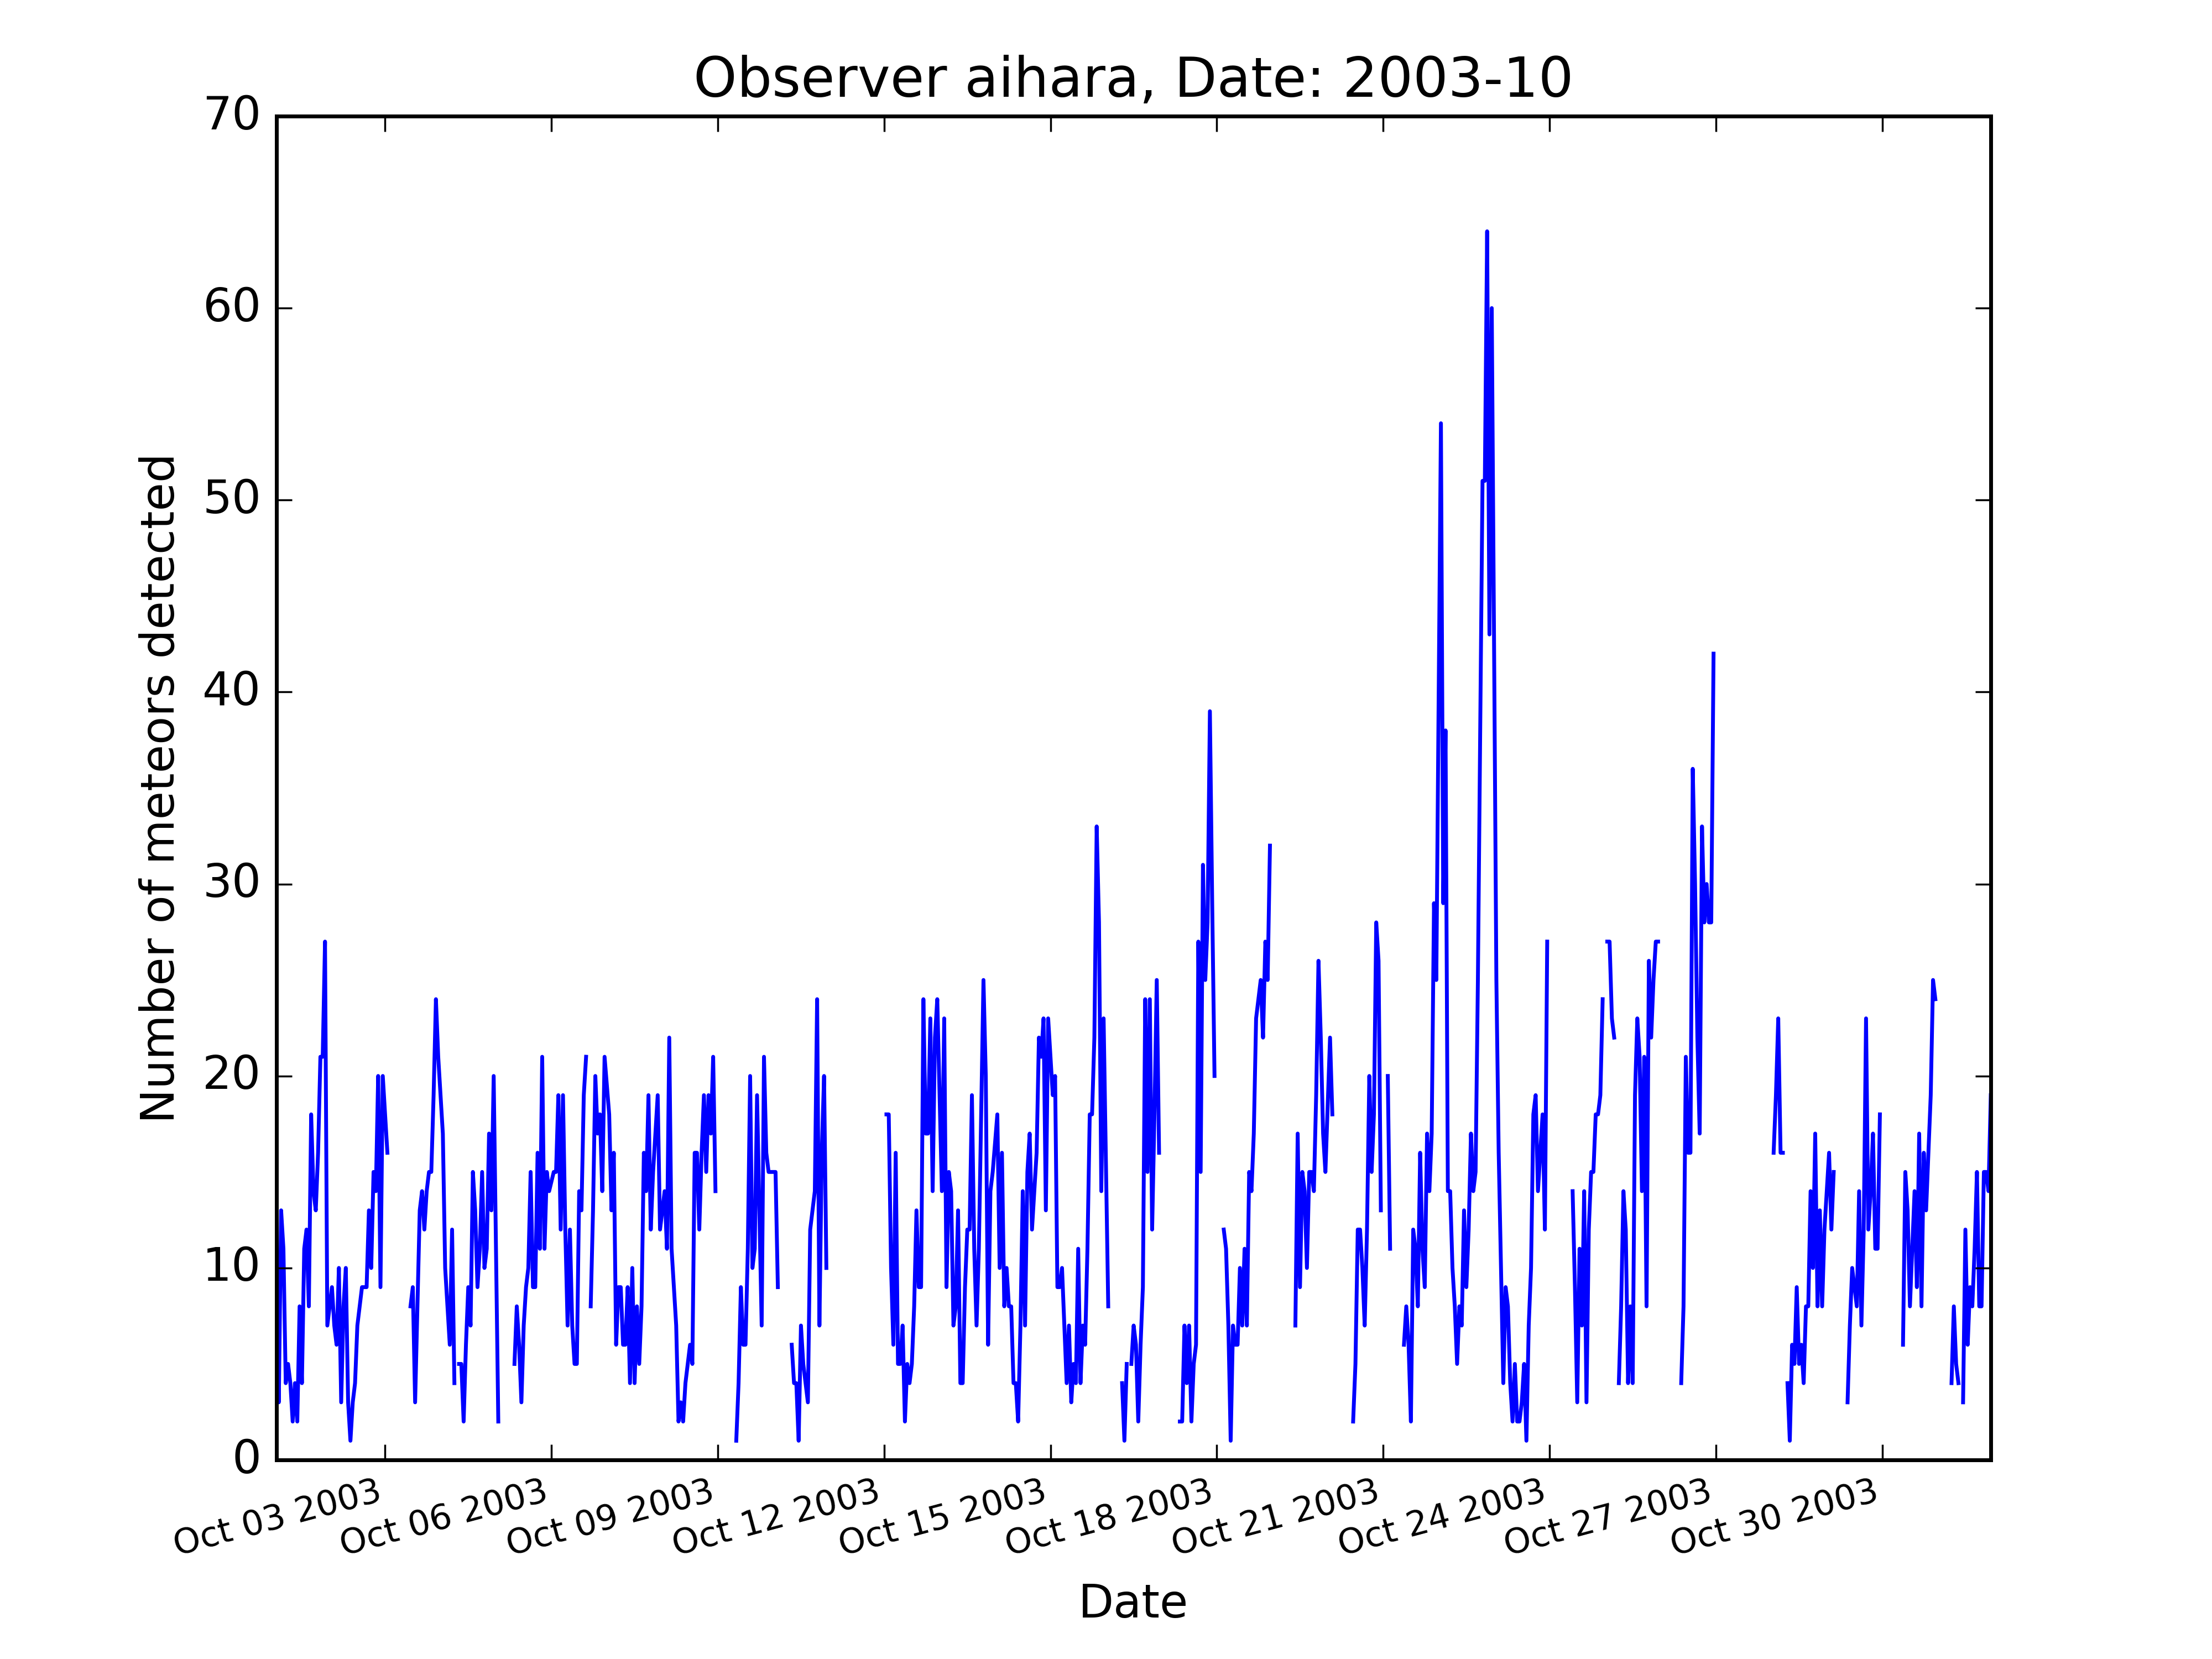 Observer aihara, Date: 2003-10
Number of meteors detected
70
60
50
40
30
20
10
0
Oct 03 2003
Oct 06 2003
Oct 09 2003
Oct 12 2003
Oct 15 2003
Oct 18 2003
Oct 21 2003
Oct 24 2003
Oct 27 2003
Oct 30 2003
Date